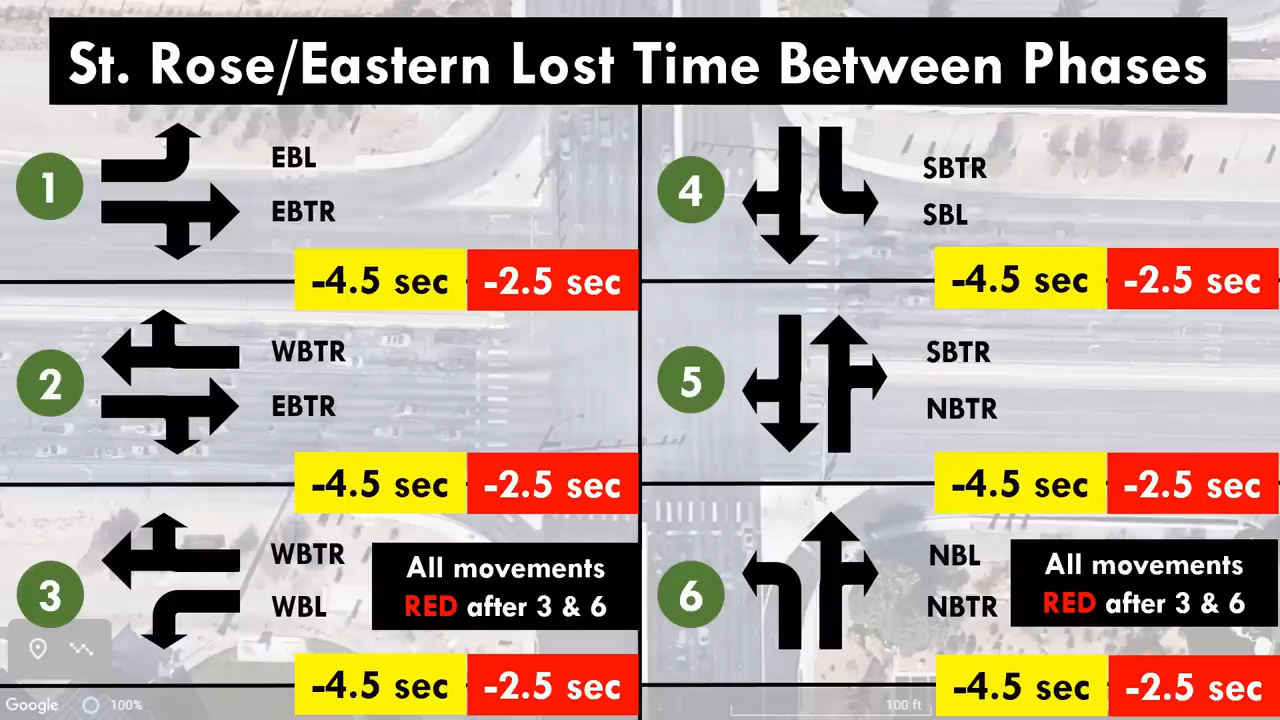 St. Rose/Eastern Lost Time Between Phases
1
EBL
EBTR
-4.5 sec
-2.5 sec
2
WBTR
EBTR
-4.5 sec
-2.5 sec
3
WBTR
WBL
All movements
RED after 3 & 6
-4.5 sec
-2.5 sec
4
SBTR
SBL
-4.5 sec
-2.5 sec
5
SBTR
NBTR
-4.5 sec
-2.5 sec
6
NBL
NBTR
All movements
RED after 3 & 6
-4.5 sec
-2.5 sec
Google
100%
100 ft